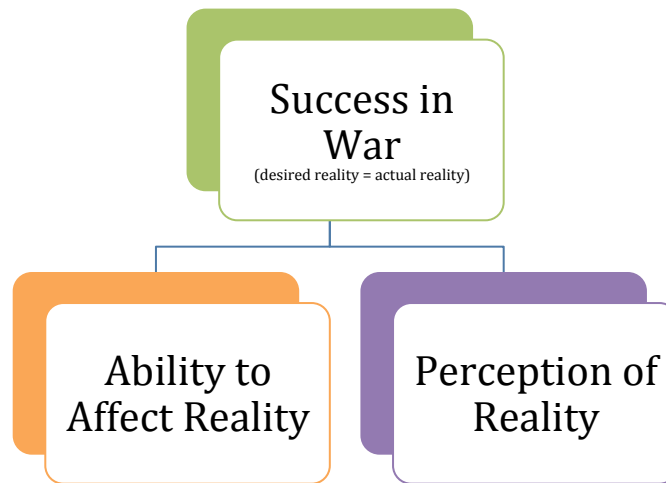 Success in
War
(desired reality = actual reality)
Ability to
Affect Reality
Perception of
Reality